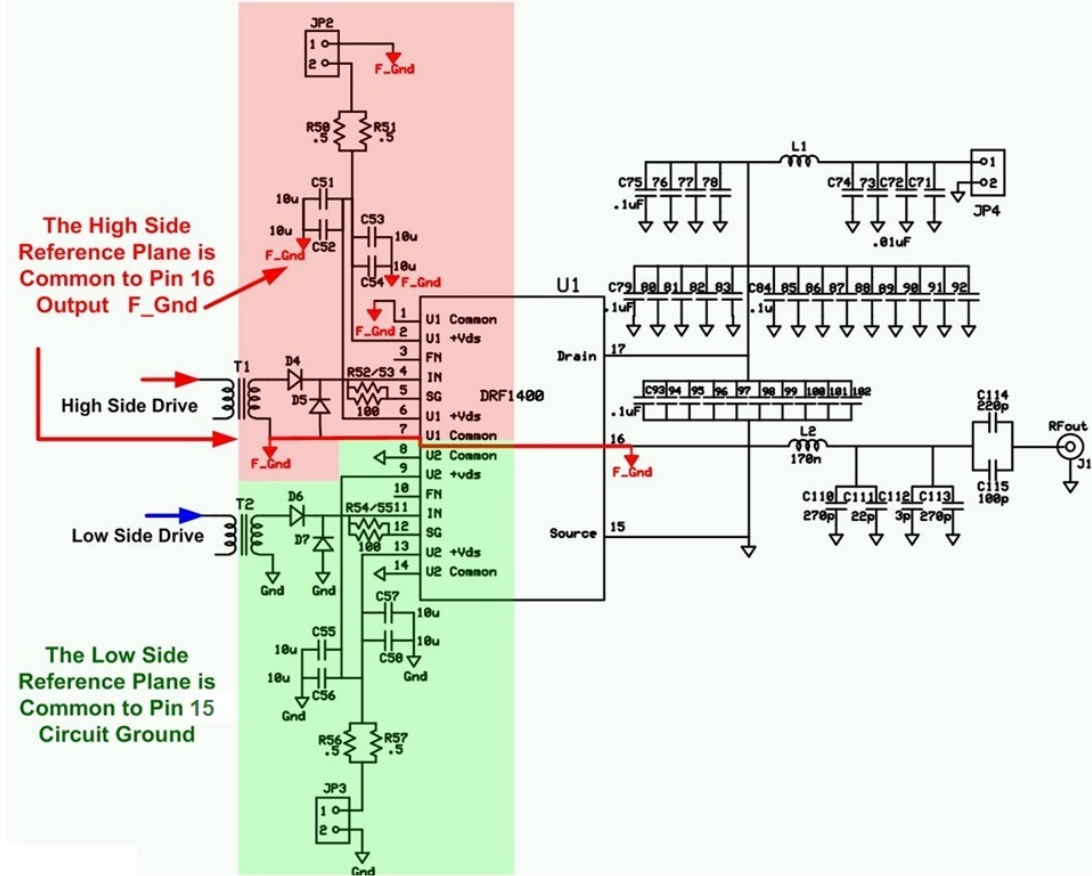 JP2
1
2
F_Gnd
R50
.5
R51
.5
C51
10u
10u
C52
F_Gnd
C53
10u
10u
C54
F_Gnd
F_Gnd
The High Side
Reference Plane is
Common to Pin 16
Output F_Gnd
L1
C75 76 77 78
.1uF
C74 73 C72 C71
.01uF
1
2
JP4
C79 80 81 82 83
.1uF
C84 85 86 87 88 89 90 91 92
.1u
U1
1 U1 Common
2 U1 +Vds
3 FN
4 IN
5 SG
6 U1 +Vds
7 U1 Common
8 U2 Common
9 U2 +vds
10 FN
11 IN
12 SG
13 U2 +Vds
14 U2 Common
DRF1400
Drain 17
16
Source 15
T1
D4
D5
R52/53
100
High Side Drive
F_Gnd
C93 94 95 96 97 98 99 100 101 102
.1uF
F_Gnd
L2
170n
C114
220p
C115
100p
RFout
J1
C110
270p
C111
22p
C112
3p
C113
270p
T2
D6
D7
R54/55
100
Low Side Drive
Gnd
Gnd
C57
10u
10u
C58
Gnd
C55
10u
10u
C56
Gnd
The Low Side
Reference Plane is
Common to Pin 15
Circuit Ground
R56
.5
R57
.5
JP3
1
2
Gnd